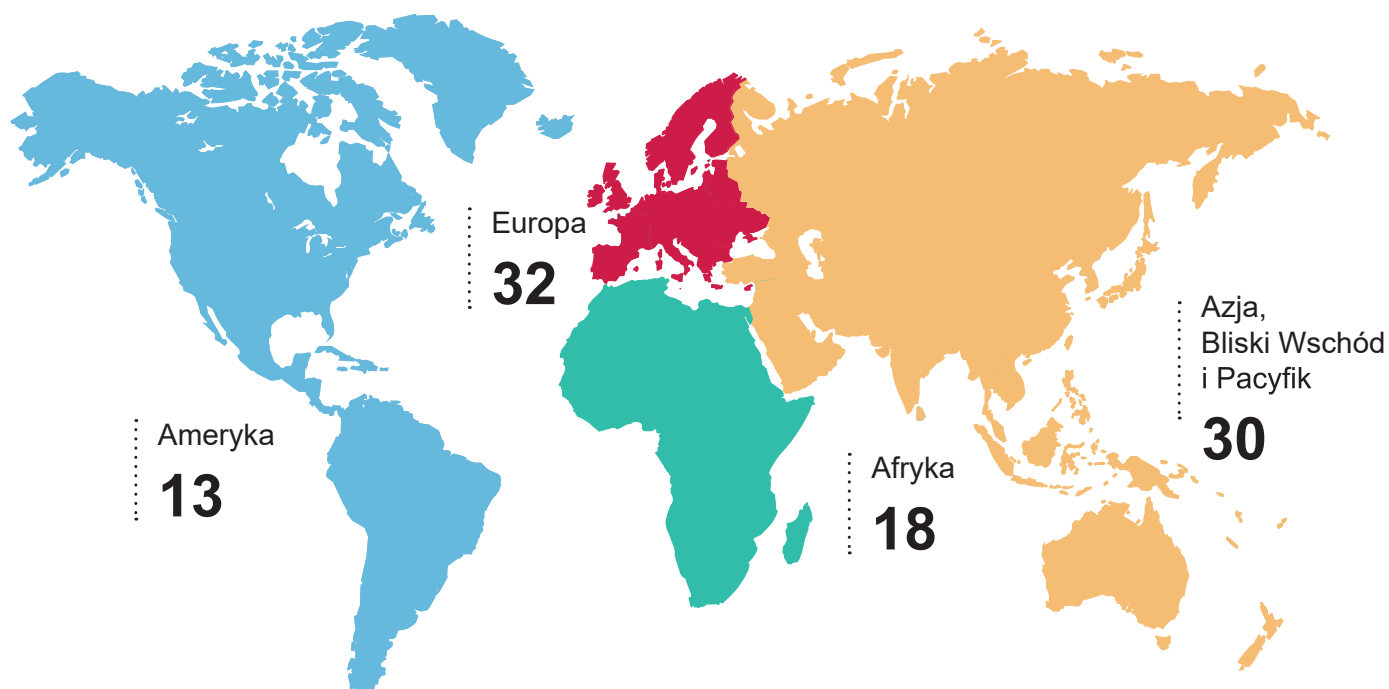 Europa
32
Ameryka
13
Afryka
18
Azja,
Bliski Wschód
i Pacyfik
30